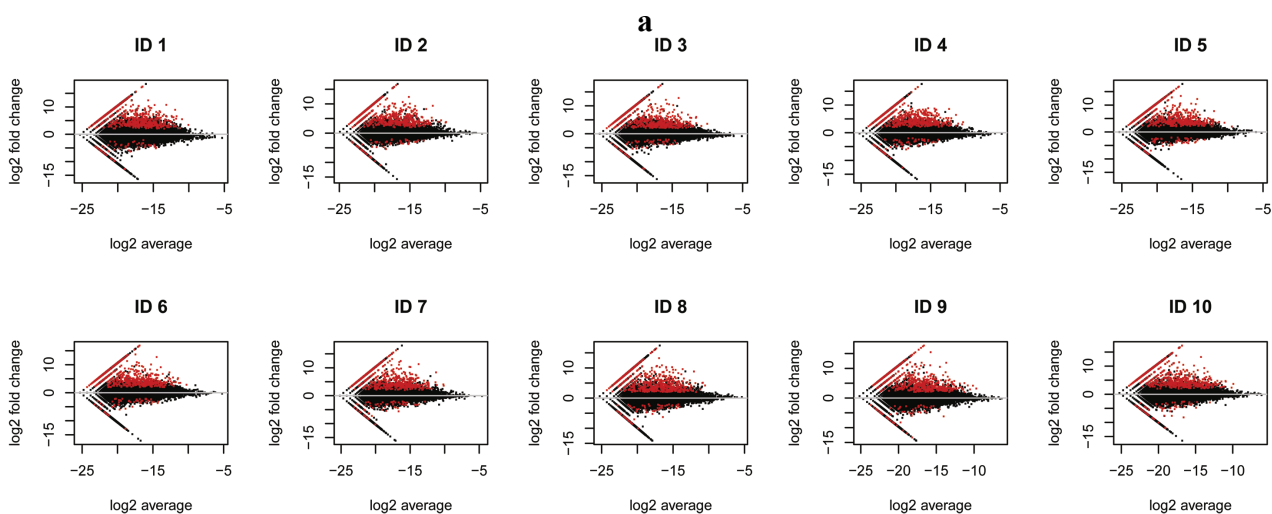 a
ID 1 ID 2 ID 3 ID 4 ID 5
log2 fold change log2 fold change log2 fold change log2 fold change log2 fold change
10 10 10 10 10
0 0 0 0 0
−15 −15 −15 −15 −15
−25 −15 −5 −25 −15 −5 −25 −15 −5 −25 −15 −5 −25 −15 −5
log2 average log2 average log2 average log2 average log2 average
ID 6 ID 7 ID 8 ID 9 ID 10
log2 fold change log2 fold change log2 fold change log2 fold change log2 fold change
10 10 10 10 10
0 0 0 0 0
−15 −15 −15 −15 −15
−25 −15 −5 −25 −15 −5 −25 −15 −5 −25 −20 −15 −10 −25 −20 −15 −10
log2 average log2 average log2 average log2 average log2 average